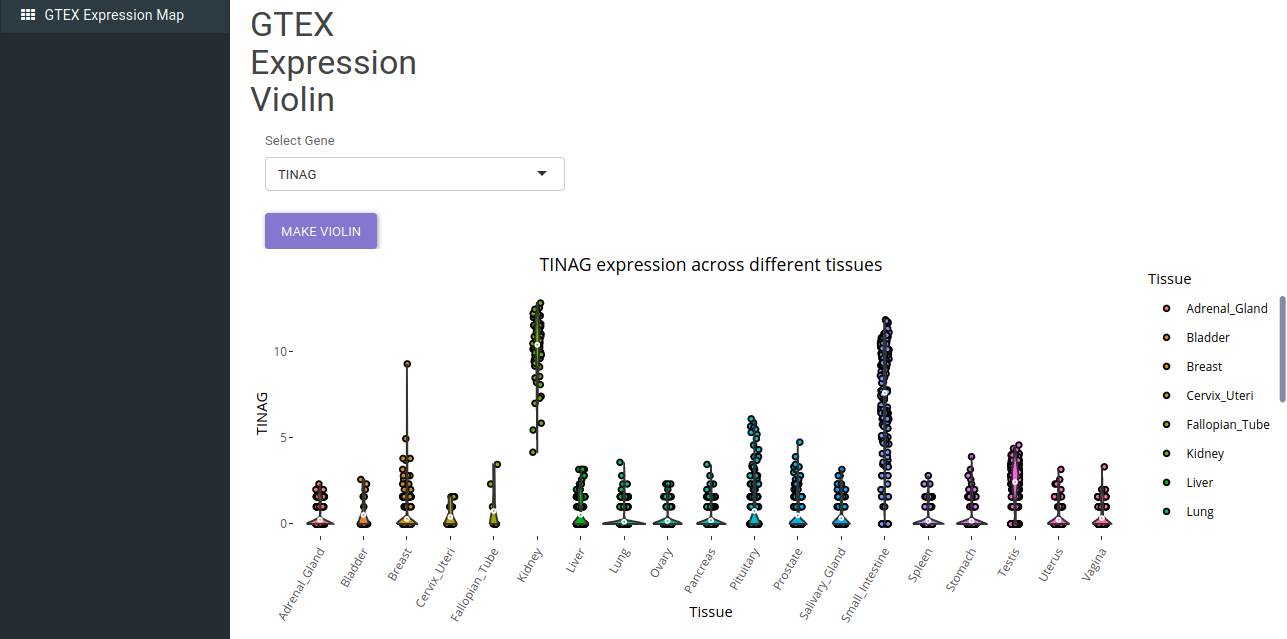 GTEX Expression Map
GTEX
Expression
Violin
Select Gene
TINAG
MAKE VIOLIN
TINAG expression across different tissues
TINAG
10
5
0
Adrenal_Gland
Bladder
Breast
Cervix_Uteri
Fallopian_Tube
Kidney
Liver
Lung
Ovary
Pancreas
Pituitary
Prostate
Salivary_Gland
Small_Intestine
Spleen
Stomach
Testis
Uterus
Vagina
Tissue
Tissue
Adrenal_Gland
Bladder
Breast
Cervix_Uteri
Fallopian_Tube
Kidney
Liver
Lung